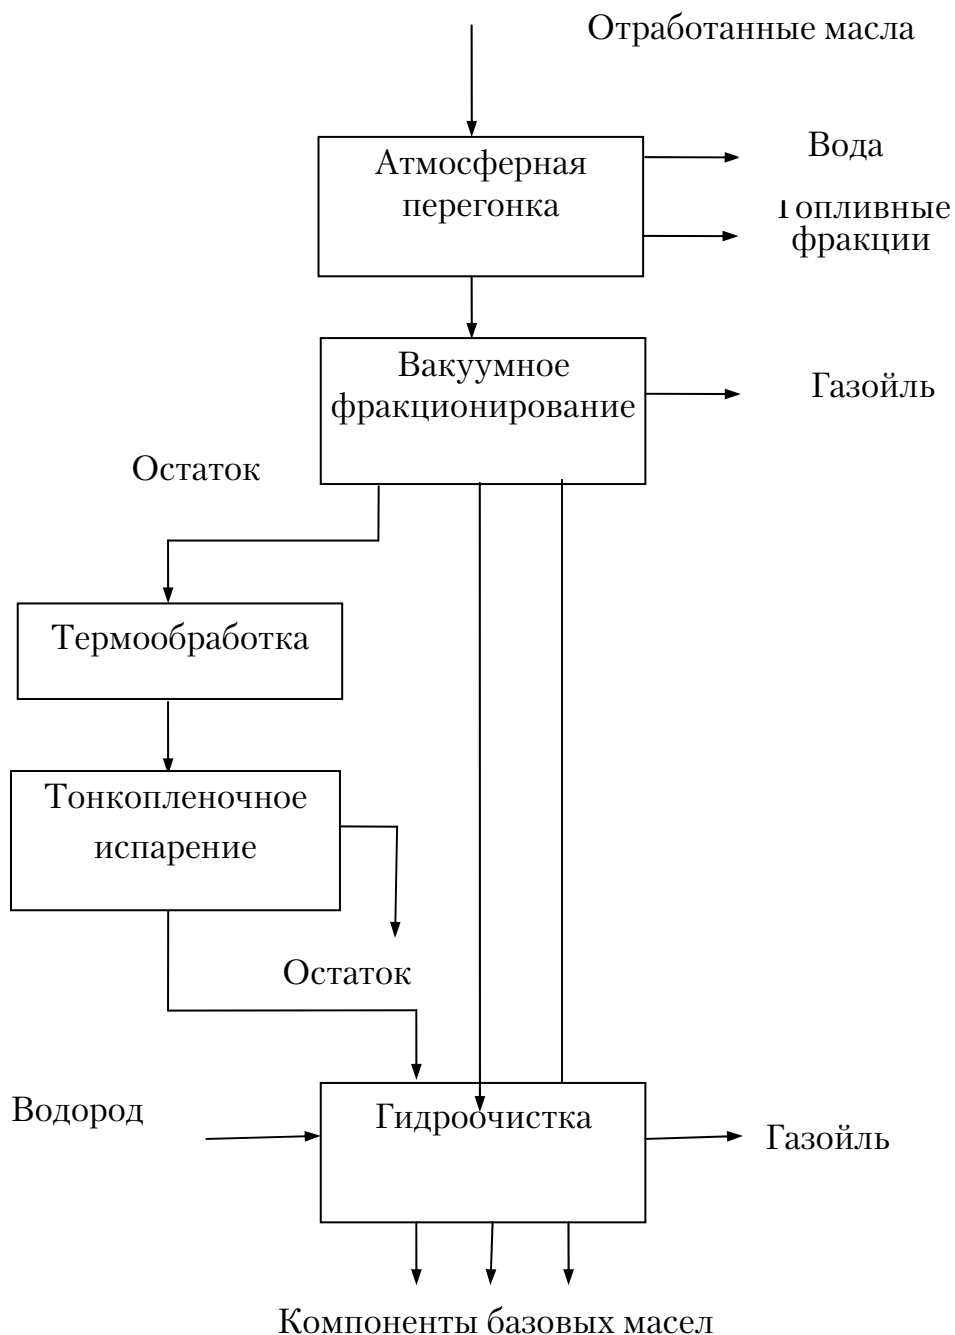 Отработанные масла
Атмосферная
перегонка
Вода
Топливные
фракции
Вакуумное
фракционирование
Газойль
Остаток
Термообработка
Тонкопленочное
испарение
Остаток
Водород
Гидроочистка
Газойль
Компоненты базовых масел